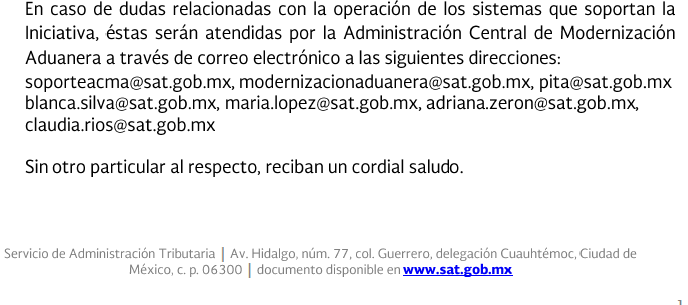 En caso de dudas relacionadas con la operación de los sistemas que soportan la
Iniciativa, éstas serán atendidas por la Administración Central de Modernización
Aduanera a través de correo electrónico a las siguientes direcciones:
soporteacma@sat.gob.mx, modernizacionaduanera@sat.gob.mx, pita@sat.gob.mx
blanca.silva@sat.gob.mx, maria.lopez@sat.gob.mx, adriana.zeron@sat.gob.mx,
claudia.rios@sat.gob.mx
Sin otro particular al respecto, reciban un cordial saludo.
Servicio de Administración Tributaria | Av. Hidalgo, núm. 77, col. Guerrero, delegación Cuauhtémoc, Ciudad de
México, c. p. 06300 | documento disponible en www.sat.gob.mx